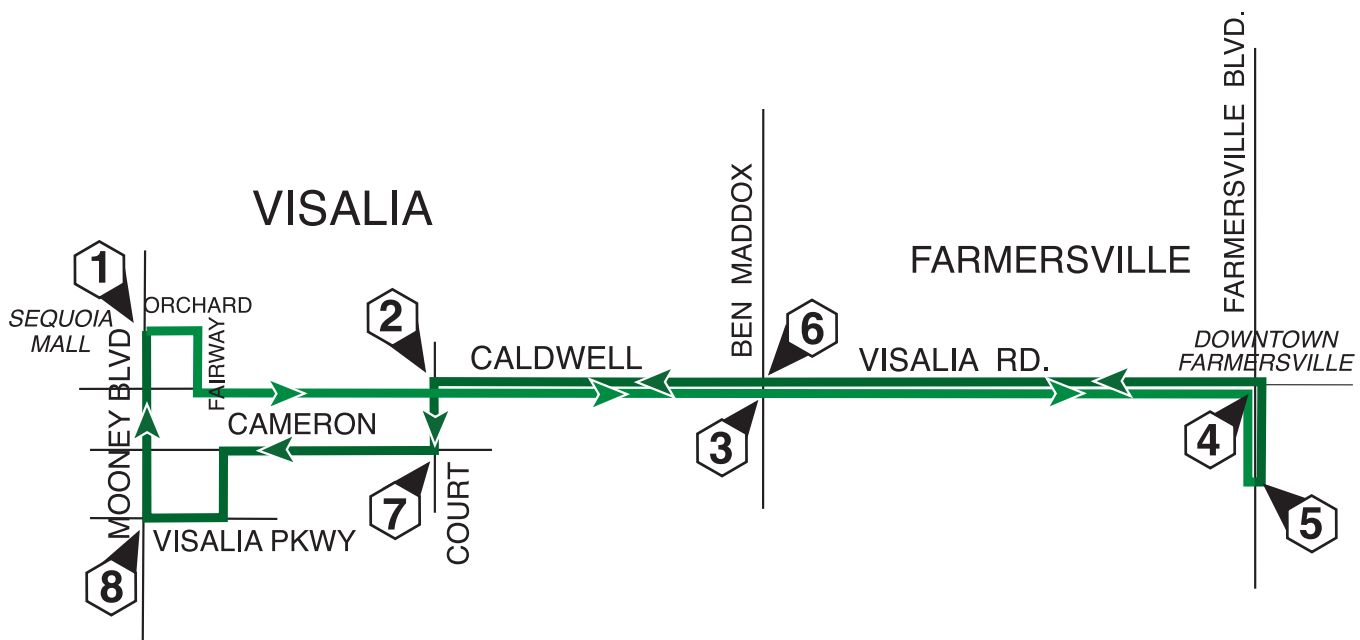 FARMERSVILLE BLVD.
VISALIA
BEN MADDOX
FARMERSVILLE
1
ORCHARD
SEQUOIA
MALL
MOONEY BLVD
FAIRWAY
2
CALDWELL
6
VISALIA RD.
DOWNTOWN
FARMERSVILLE
CAMERON
3
4
7
COURT
5
VISALIA PKWY
8